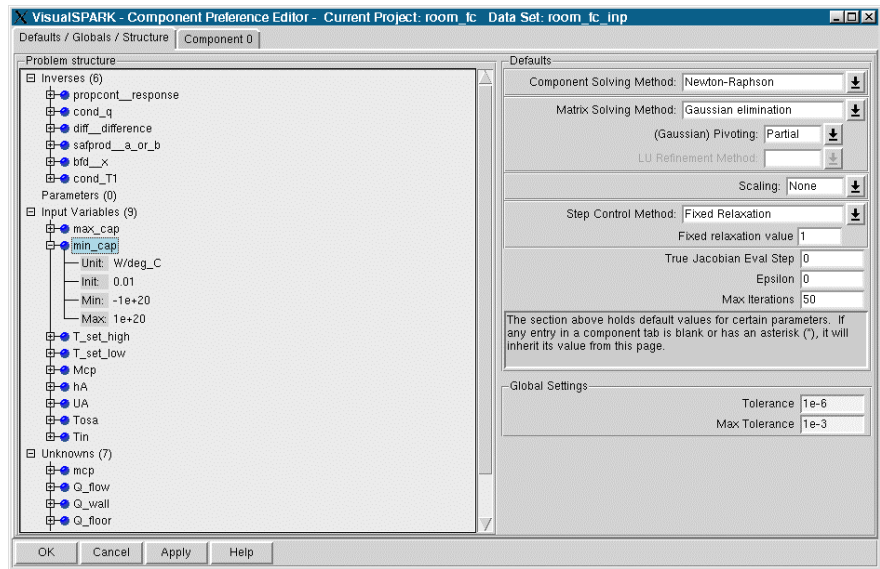 VisualSPARK - Component Preference Editor - Current Project: room_fc Data Set: room_fc_inp
Defaults / Globals / Structure
Component 0
Problem structure
Inverses (6)
propcont__response
cond_q
diff__difference
safprod__a_or_b
bfd__x
cond_T1
Parameters (0)
Input Variables (9)
max_cap
min_cap
Unit: W/deg_C
Init: 0.01
Min: -1e+20
Max: 1e+20
T_set_high
T_set_low
Mcp
hA
UA
Tosa
Tin
Unknowns (7)
mcp
Q_flow
Q_wall
Q_floor
Defaults
Component Solving Method: Newton-Raphson
Matrix Solving Method: Gaussian elimination
(Gaussian) Pivoting: Partial
LU Refinement Method:
Scaling: None
Step Control Method: Fixed Relaxation
Fixed relaxation value 1
True Jacobian Eval Step 0
Epsilon 0
Max Iterations 50
The section above holds default values for certain parameters. If
any entry in a component tab is blank or has an asterisk (*), it will
inherit its value from this page.
Global Settings
Tolerance 1e-6
Max Tolerance 1e-3
OK
Cancel
Apply
Help